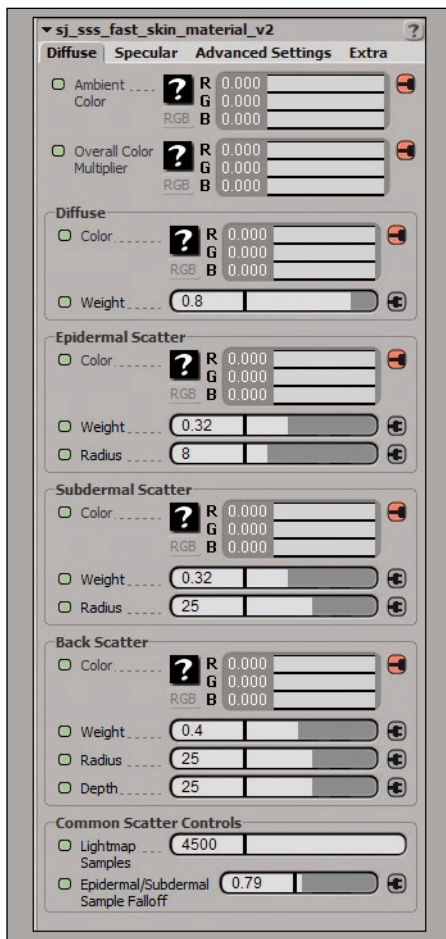 sj_sss_fast_skin_material_v2 ?
Diffuse Specular Advanced Settings Extra
Ambient Color ? RGB R 0.000 G 0.000 B 0.000
Overall Color Multiplier ? RGB R 0.000 G 0.000 B 0.000
Diffuse
Color ? RGB R 0.000 G 0.000 B 0.000
Weight 0.8
Epidermal Scatter
Color ? RGB R 0.000 G 0.000 B 0.000
Weight 0.32
Radius 8
Subdermal Scatter
Color ? RGB R 0.000 G 0.000 B 0.000
Weight 0.32
Radius 25
Back Scatter
Color ? RGB R 0.000 G 0.000 B 0.000
Weight 0.4
Radius 25
Depth 25
Common Scatter Controls
Lightmap Samples 4500
Epidermal/Subdermal Sample Falloff 0.79